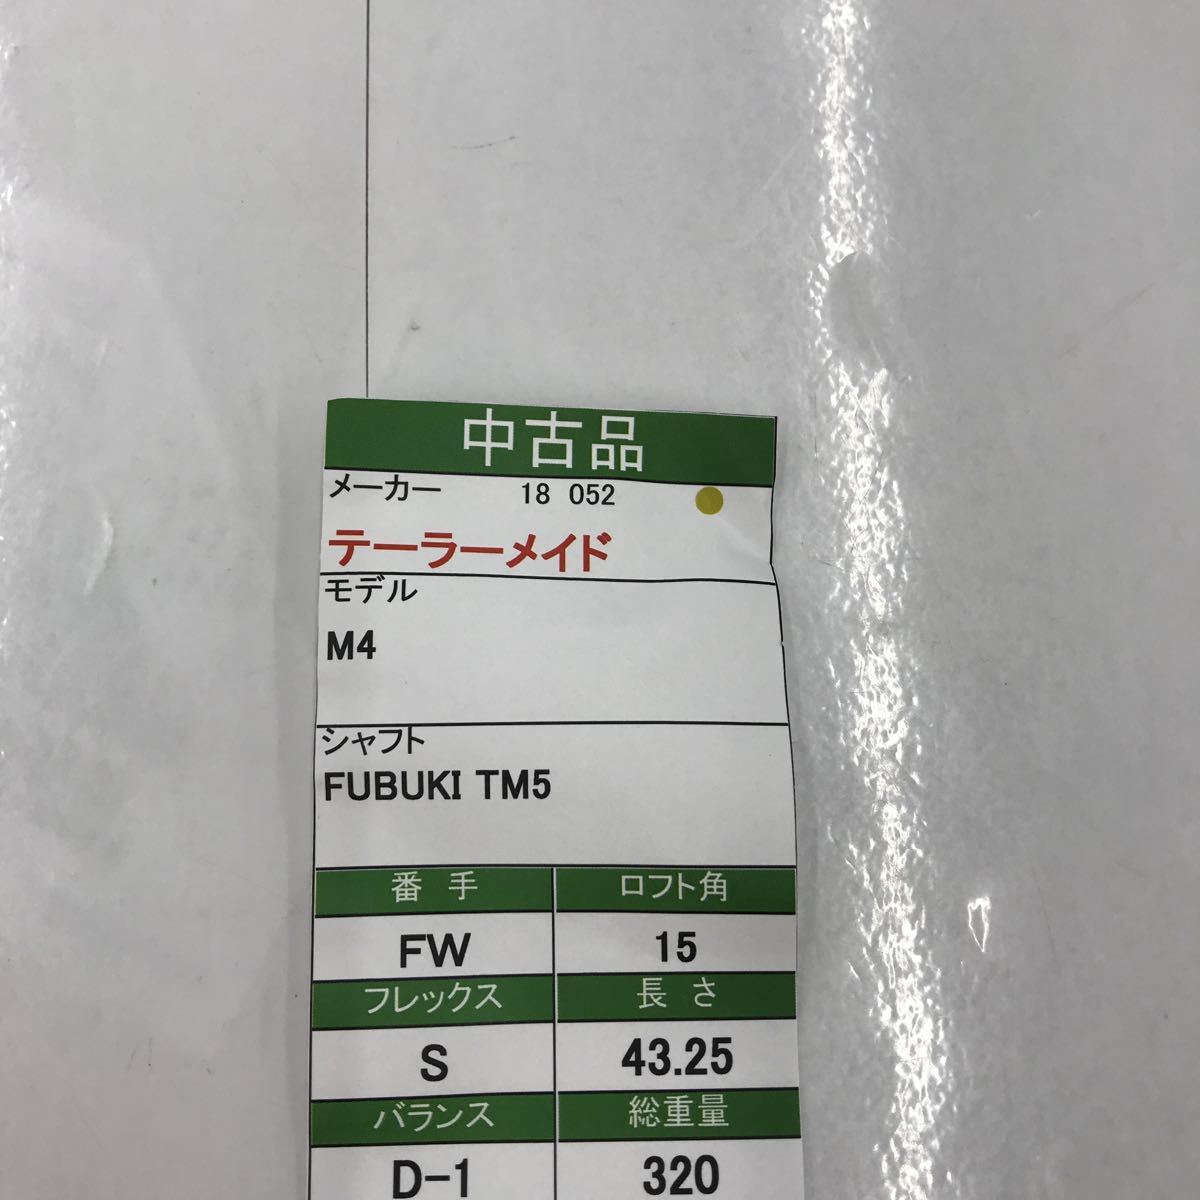 中古品
メーカー 18 052
テーラーメイド
モデル
M4
シャフト
FUBUKI TM5
番 手 ロフト角
FW 15
フレックス 長 さ
S 43.25
バランス 総重量
D-1 320